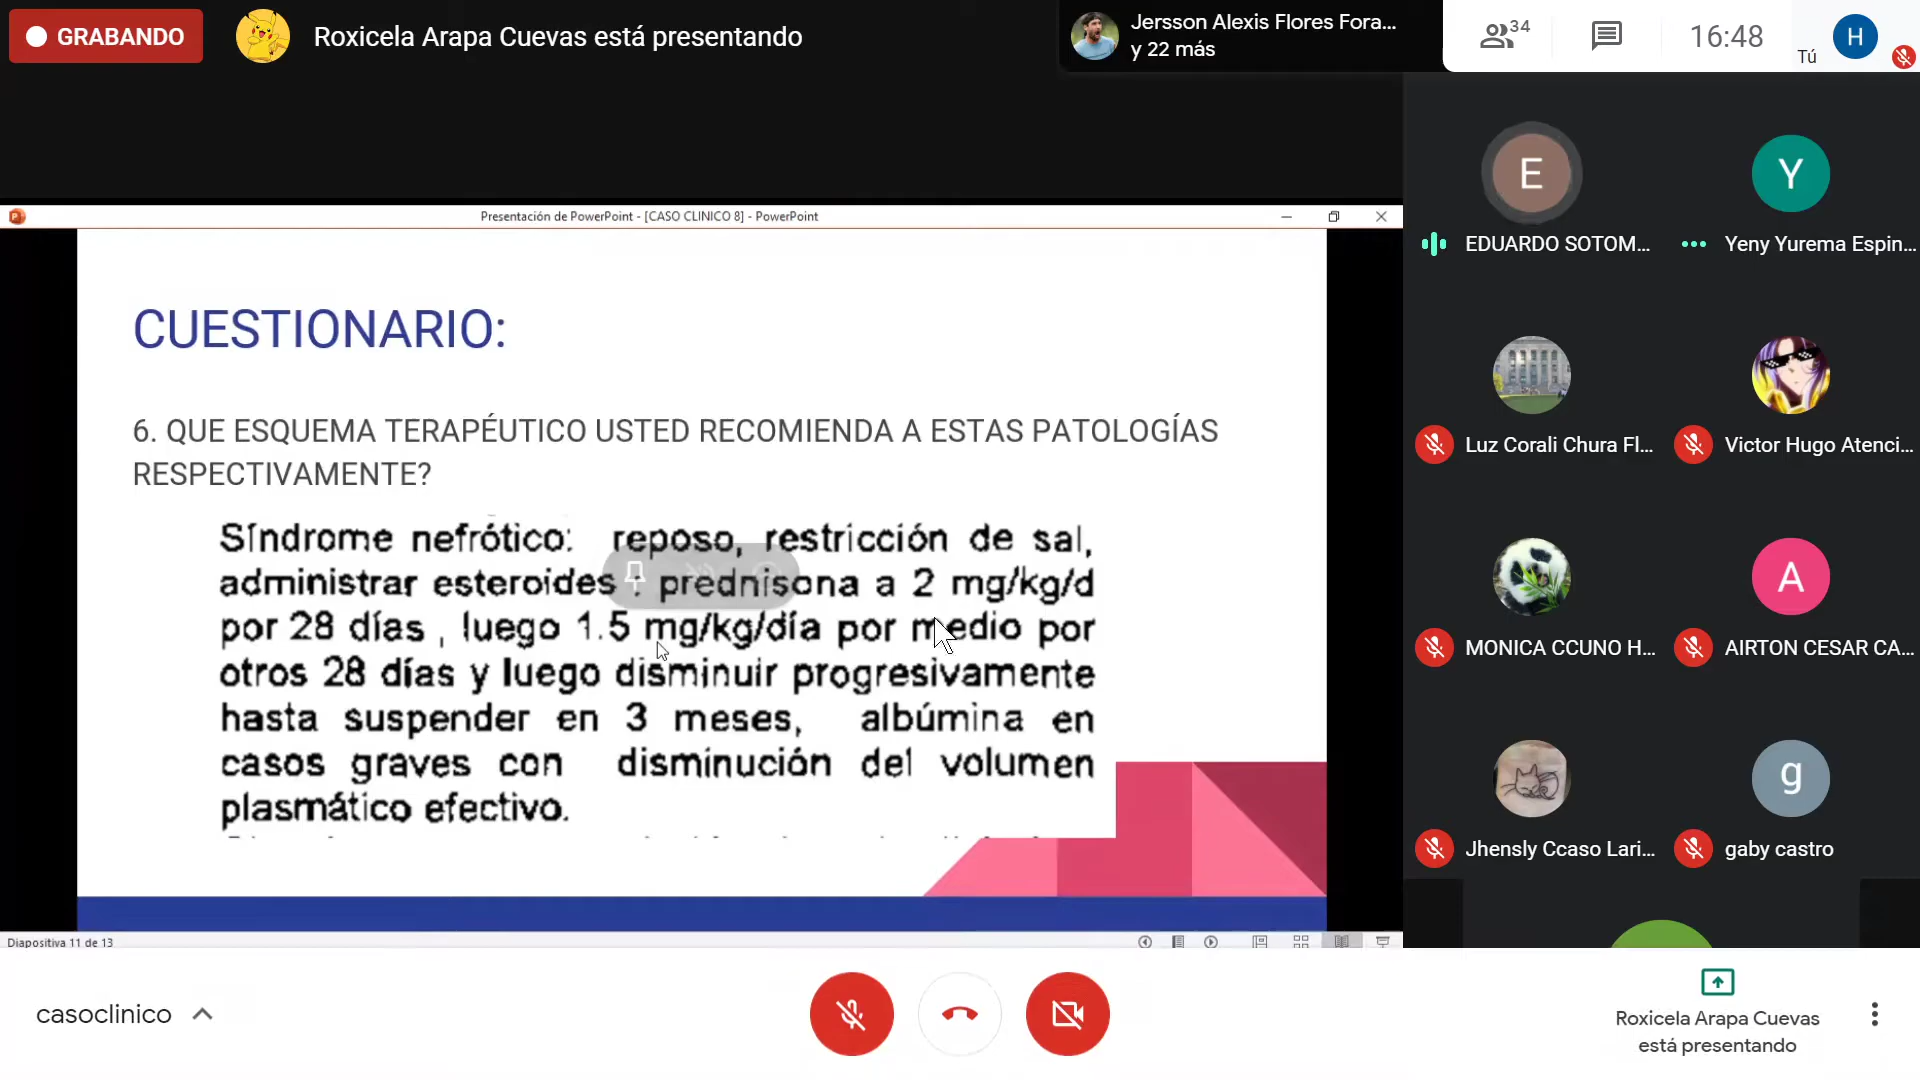 GRABANDO
Roxicela Arapa Cuevas está presentando
Jersson Alexis Flores Fora...
y 22 más
34
16:48
Tú
H
Presentación de PowerPoint - [CASO CLINICO 8] - PowerPoint
CUESTIONARIO:
6. QUE ESQUEMA TERAPÉUTICO USTED RECOMIENDA A ESTAS PATOLOGÍAS
RESPECTIVAMENTE?
Síndrome nefrótico: reposo, restricción de sal,
administrar esteroides : prednisona a 2 mg/kg/d
por 28 días , luego 1.5 mg/kg/día por medio por
otros 28 días y luego disminuir progresivamente
hasta suspender en 3 meses, albúmina en
casos graves con disminución del volumen
plasmático efectivo.
Diapositiva 11 de 13
E
Y
EDUARDO SOTOM...
Yeny Yurema Espin...
Luz Corali Chura Fl...
Victor Hugo Atenci...
A
MONICA CCUNO H...
AIRTON CESAR CA...
g
Jhensly Ccaso Lari...
gaby castro
casoclinico
Roxicela Arapa Cuevas
está presentando